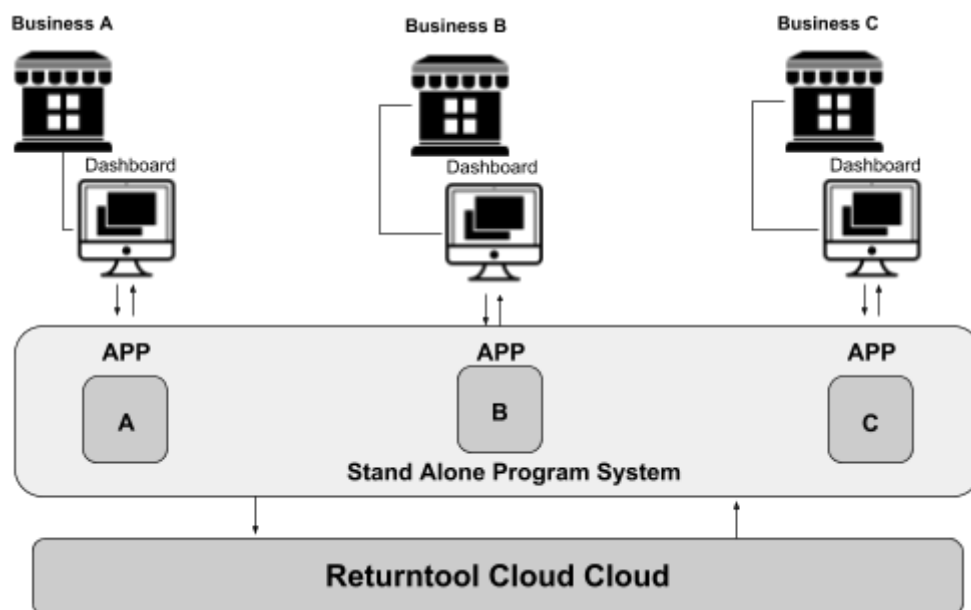 Business A
Business B
Business C
Dashboard
Dashboard
Dashboard
APP
APP
APP
A
B
C
Stand Alone Program System
Returntool Cloud Cloud